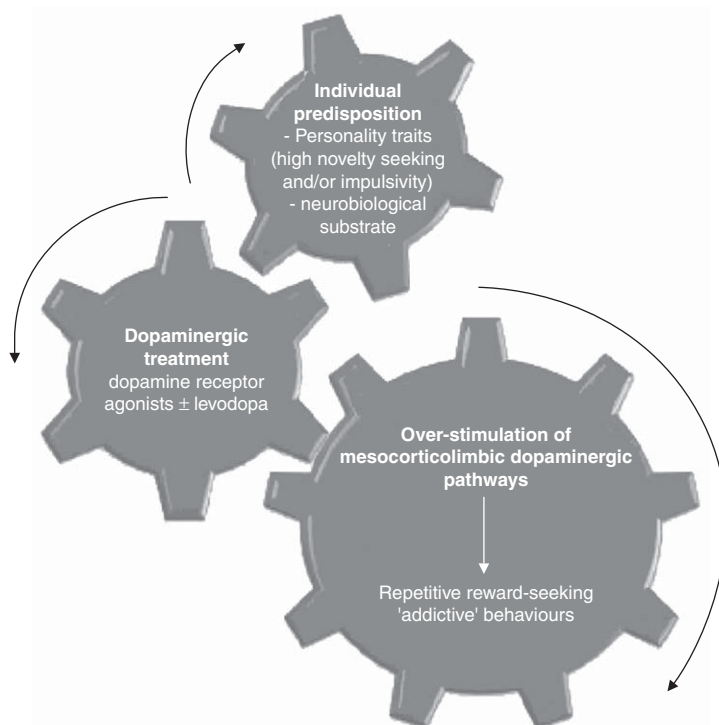 Individual
predisposition
- Personality traits
(high novelty seeking
and/or impulsivity)
- neurobiological
substrate
Dopaminergic
treatment
dopamine receptor
agonists ± levodopa
Over-stimulation of
mesocorticolimbic dopaminergic
pathways
Repetitive reward-seeking
'addictive' behaviours